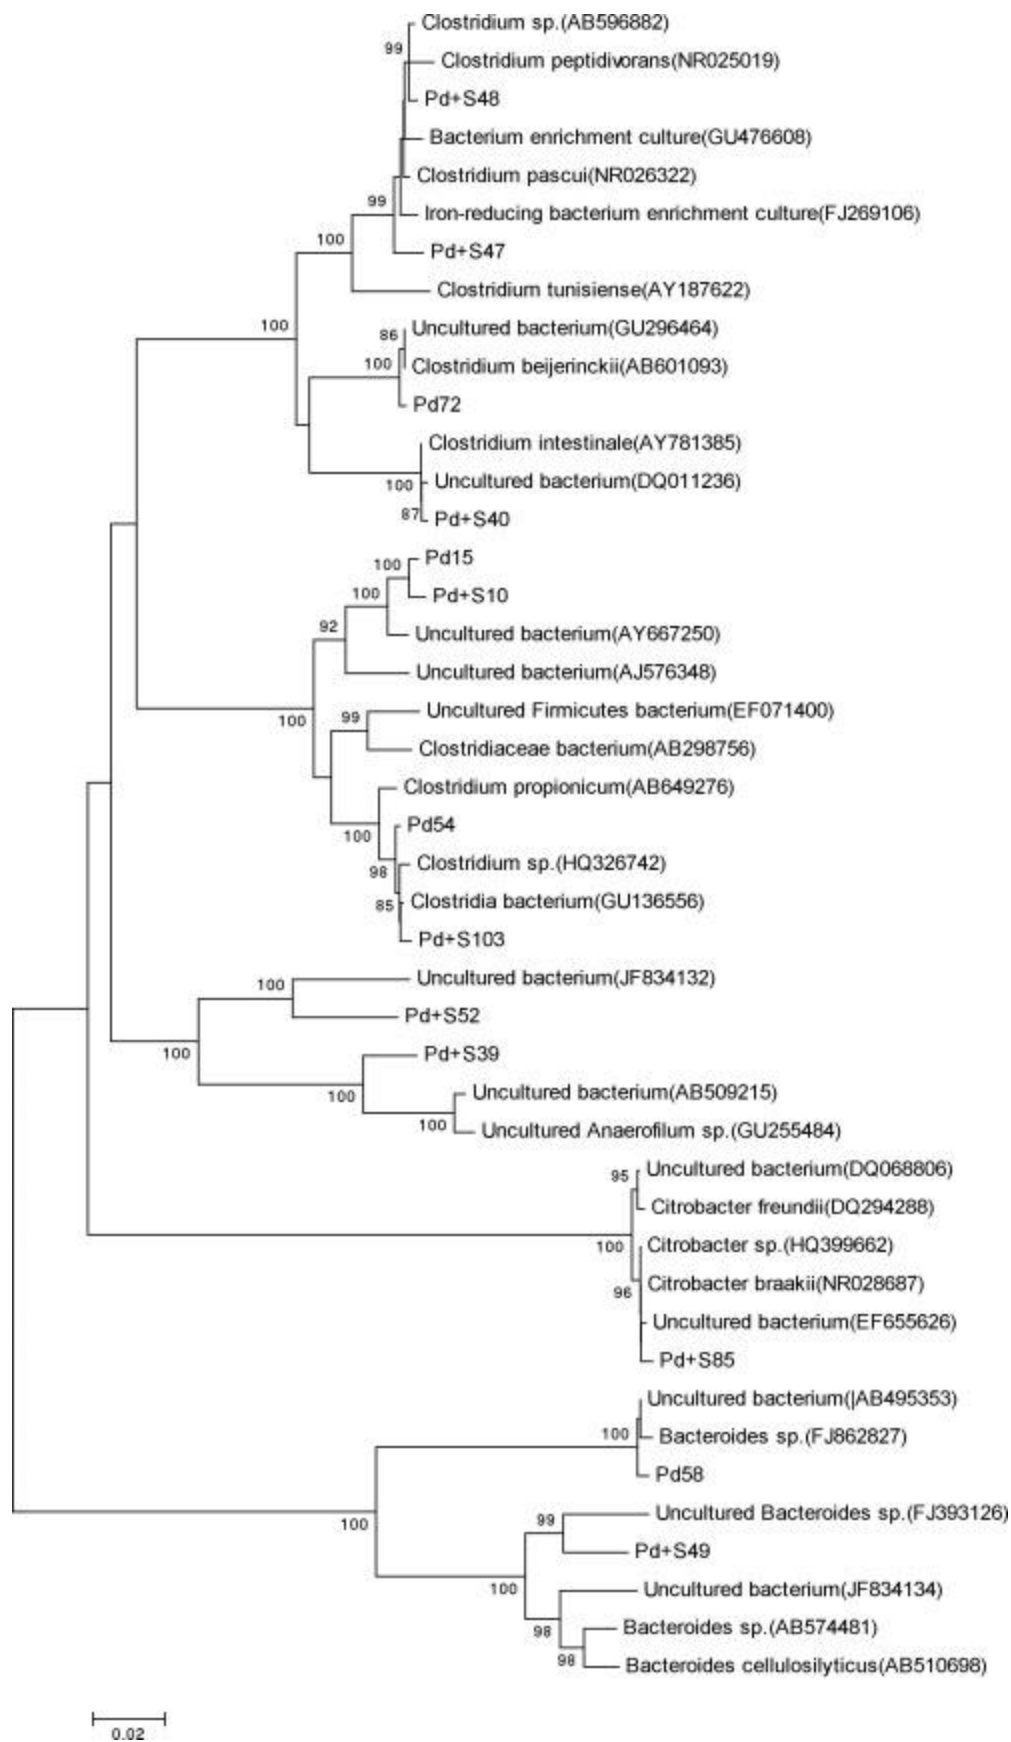 Clostridium sp.(AB596882)
99
Clostridium peptidivorans(NR025019)
Pd+S48
Bacterium enrichment culture(GU476608)
Clostridium pascui(NR026322)
99
Iron-reducing bacterium enrichment culture(FJ269106)
100
Pd+S47
Clostridium tunisiense(AY187622)
100
Uncultured bacterium(GU296464)
86
100
Clostridium beijerinckii(AB601093)
Pd72
Clostridium intestinale(AY781385)
100
Uncultured bacterium(DQ011236)
87
Pd+S40
Pd15
100
100
Pd+S10
92
Uncultured bacterium(AY667250)
Uncultured bacterium(AJ576348)
100
99
Uncultured Firmicutes bacterium(EF071400)
Clostridiaceae bacterium(AB298756)
Clostridium propionicum(AB649276)
100
Pd54
98
Clostridium sp.(HQ326742)
85
Clostridia bacterium(GU136556)
Pd+S103
100
Uncultured bacterium(JF834132)
Pd+S52
100
Pd+S39
100
Uncultured bacterium(AB509215)
100
Uncultured Anaerofilum sp.(GU255484)
95
Uncultured bacterium(DQ068806)
Citrobacter freundii(DQ294288)
100
Citrobacter sp.(HQ399662)
96
Citrobacter braakii(NR028687)
Uncultured bacterium(EF655626)
Pd+S85
Uncultured bacterium(|AB495353)
100
Bacteroides sp.(FJ862827)
Pd58
100
99
Uncultured Bacteroides sp.(FJ393126)
Pd+S49
100
Uncultured bacterium(JF834134)
98
Bacteroides sp.(AB574481)
98
Bacteroides cellulosilyticus(AB510698)
0.02